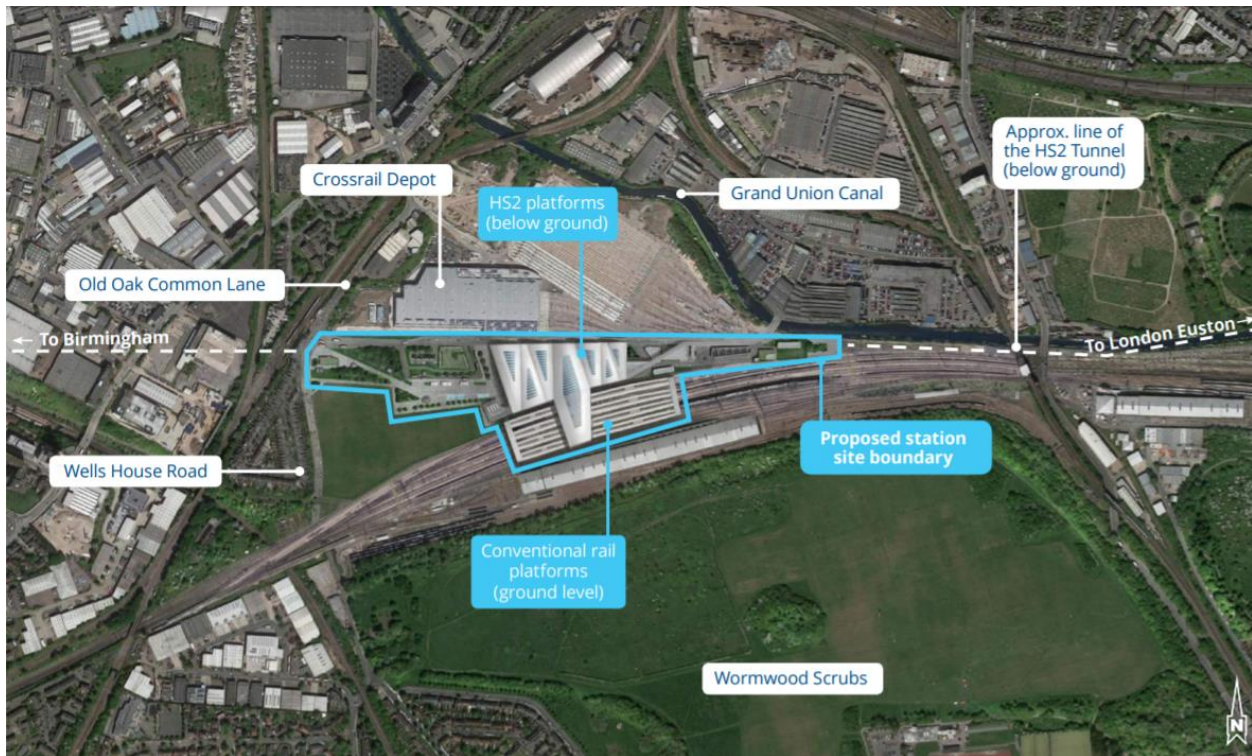 Approx. line of
the HS2 Tunnel
(below ground)
Crossrail Depot
HS2 platforms
(below ground)
Grand Union Canal
Old Oak Common Lane
← To Birmingham
To London Euston →
Proposed station
site boundary
Wells House Road
Conventional rail
platforms
(ground level)
Wormwood Scrubs
N